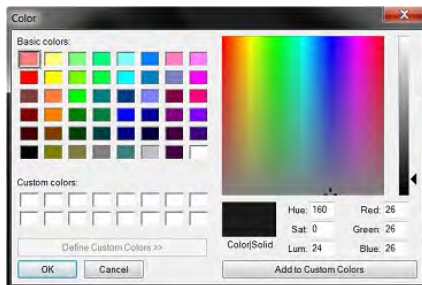 Color
Basic colors:
Custom colors:
Define Custom Colors >>
OK Cancel
Hue: 160 Red: 26
Sat: 0 Green: 26
Color|Solid Lum: 24 Blue: 26
Add to Custom Colors